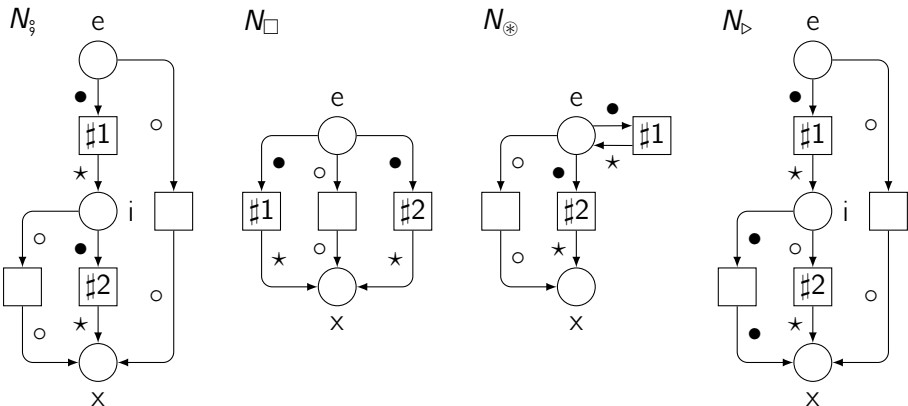 N⨟
e
♯1
⋆
i
♯2
⋆
x
N□
e
♯1
♯2
⋆
⋆
x
N⊛
e
♯1
⋆
♯2
⋆
x
N▷
e
♯1
⋆
i
♯2
⋆
x